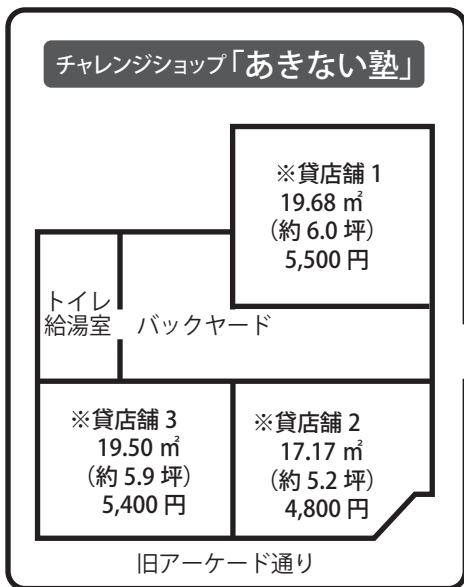 チャレンジショップ「あきない塾」
※貸店舗 1
19.68 ㎡
（約 6.0 坪）
5,500 円
トイレ
給湯室
バックヤード
※貸店舗 3
19.50 ㎡
（約 5.9 坪）
5,400 円
※貸店舗 2
17.17 ㎡
（約 5.2 坪）
4,800 円
旧アーケード通り